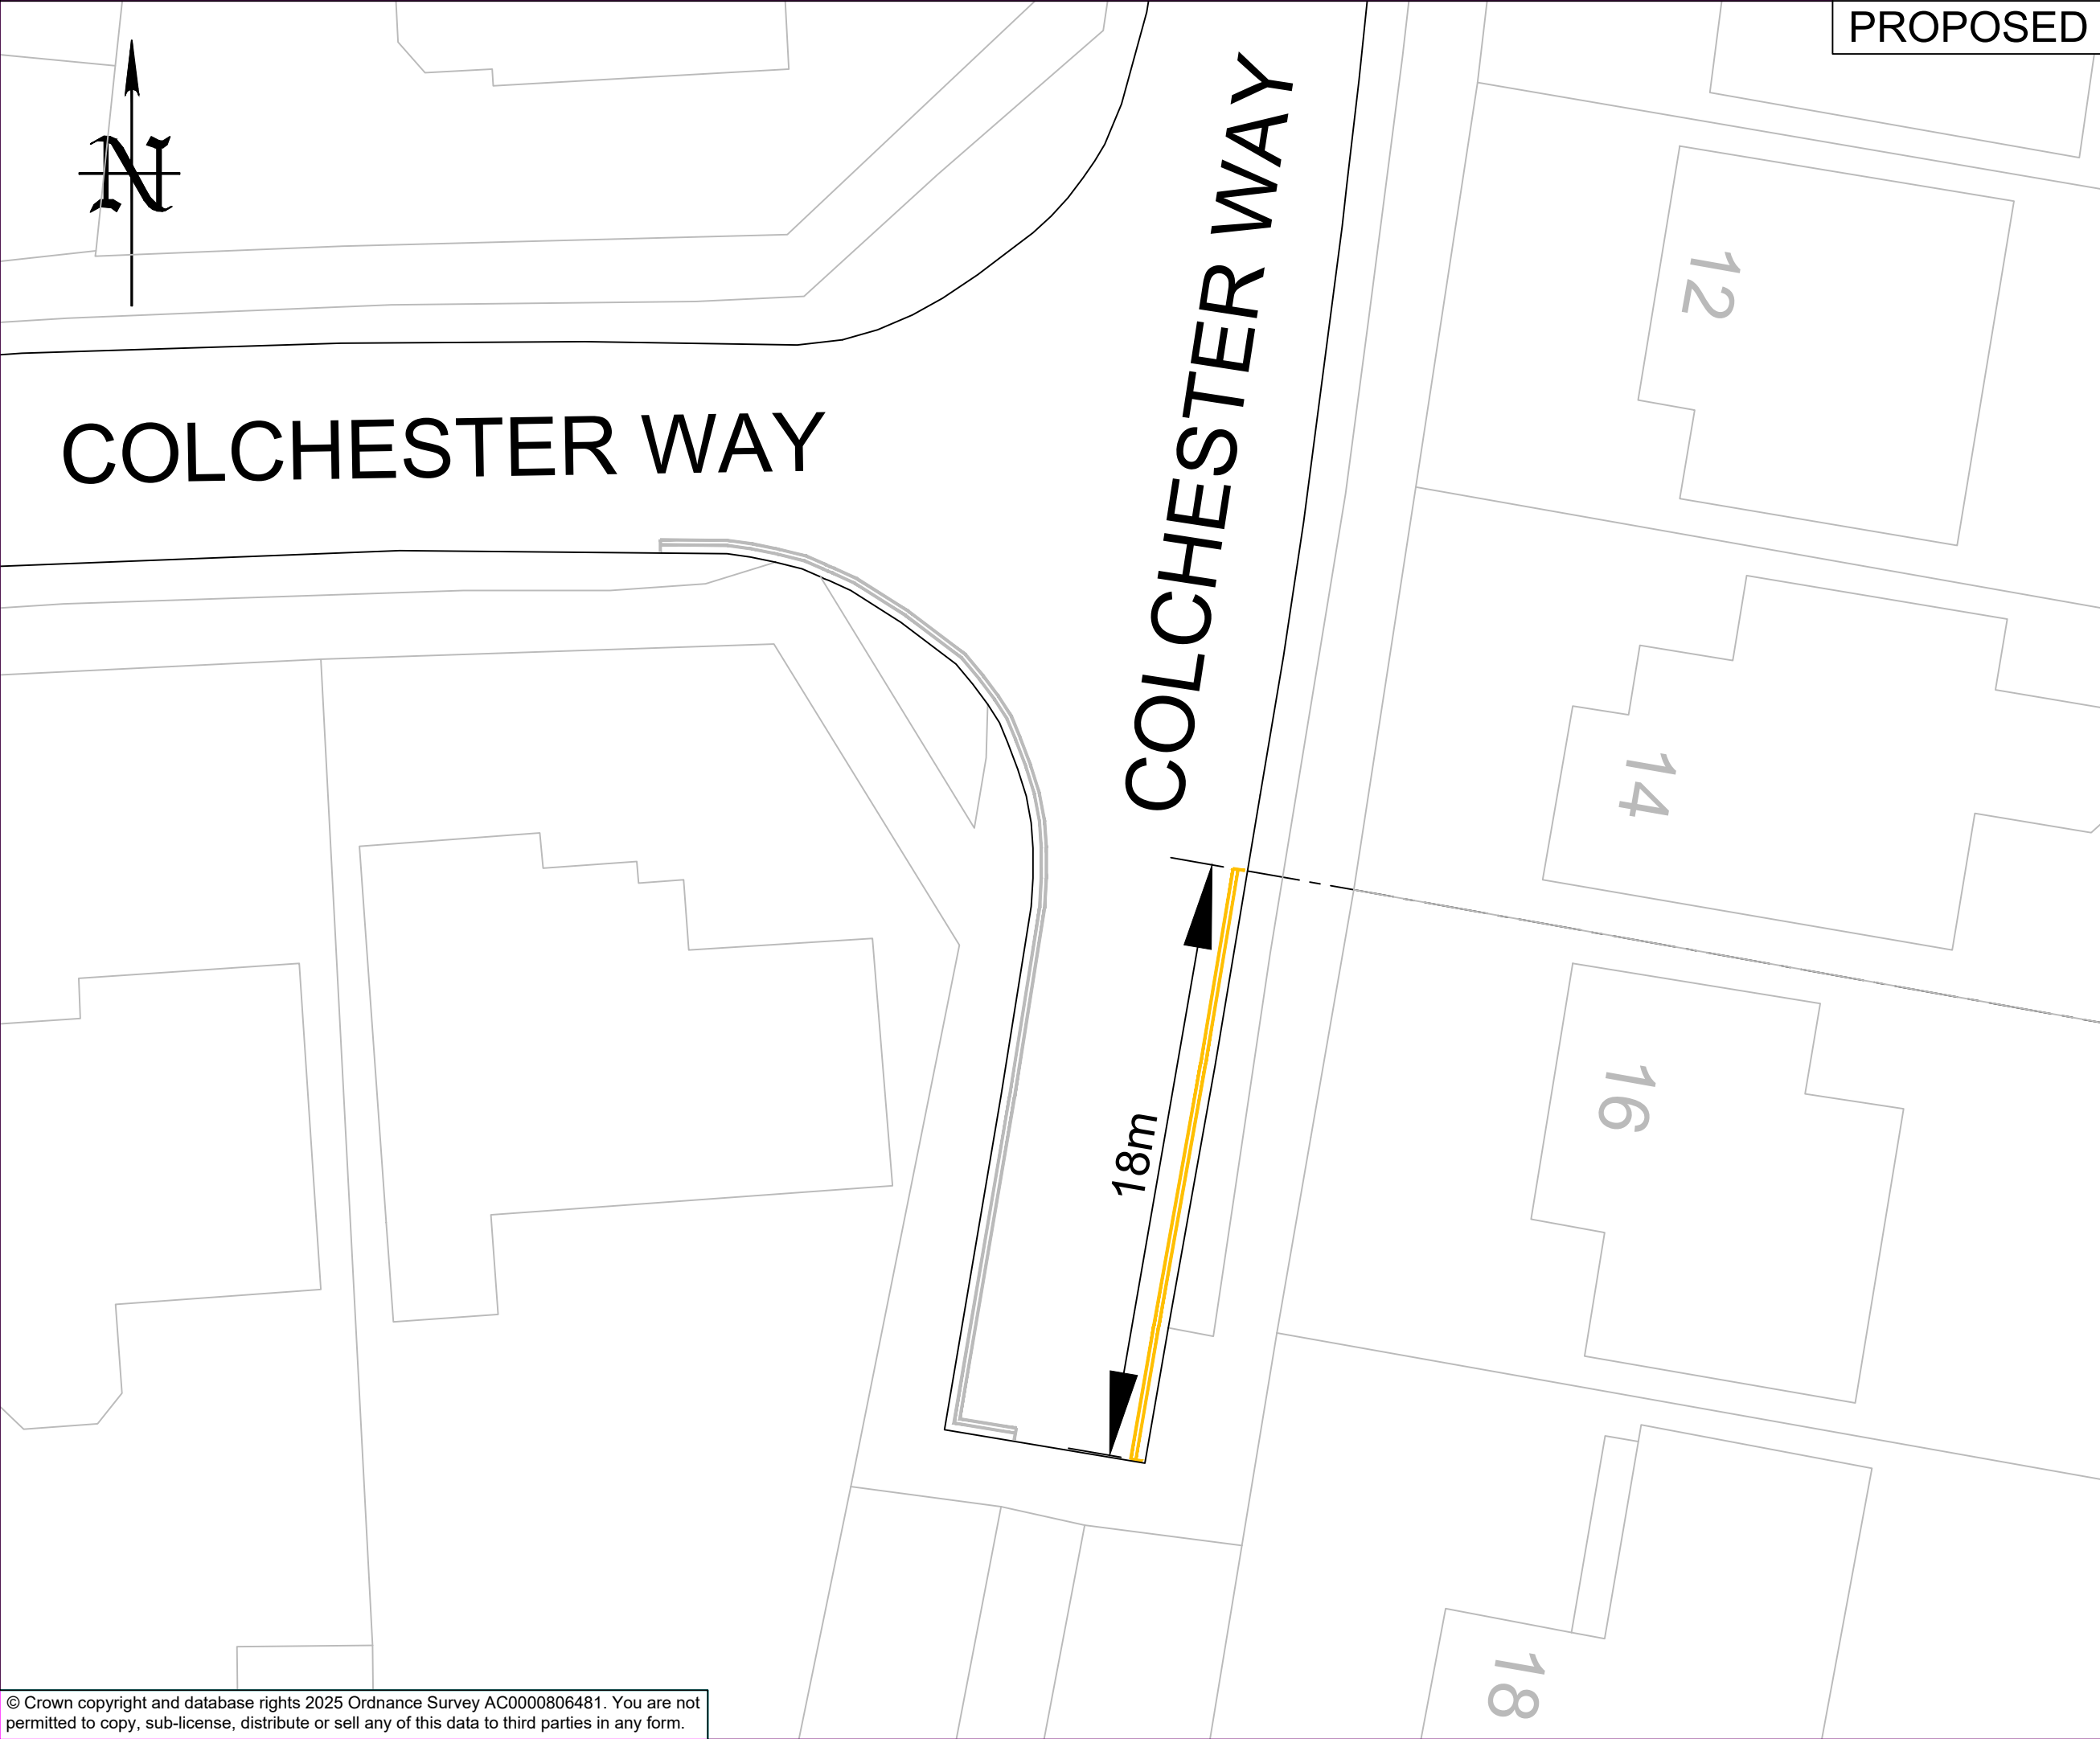 PROPOSED
N
COLCHESTER WAY
COLCHESTER WAY
12
14
16
18m
18
© Crown copyright and database rights 2025 Ordnance Survey AC0000806481. You are not
permitted to copy, sub-license, distribute or sell any of this data to third parties in any form.